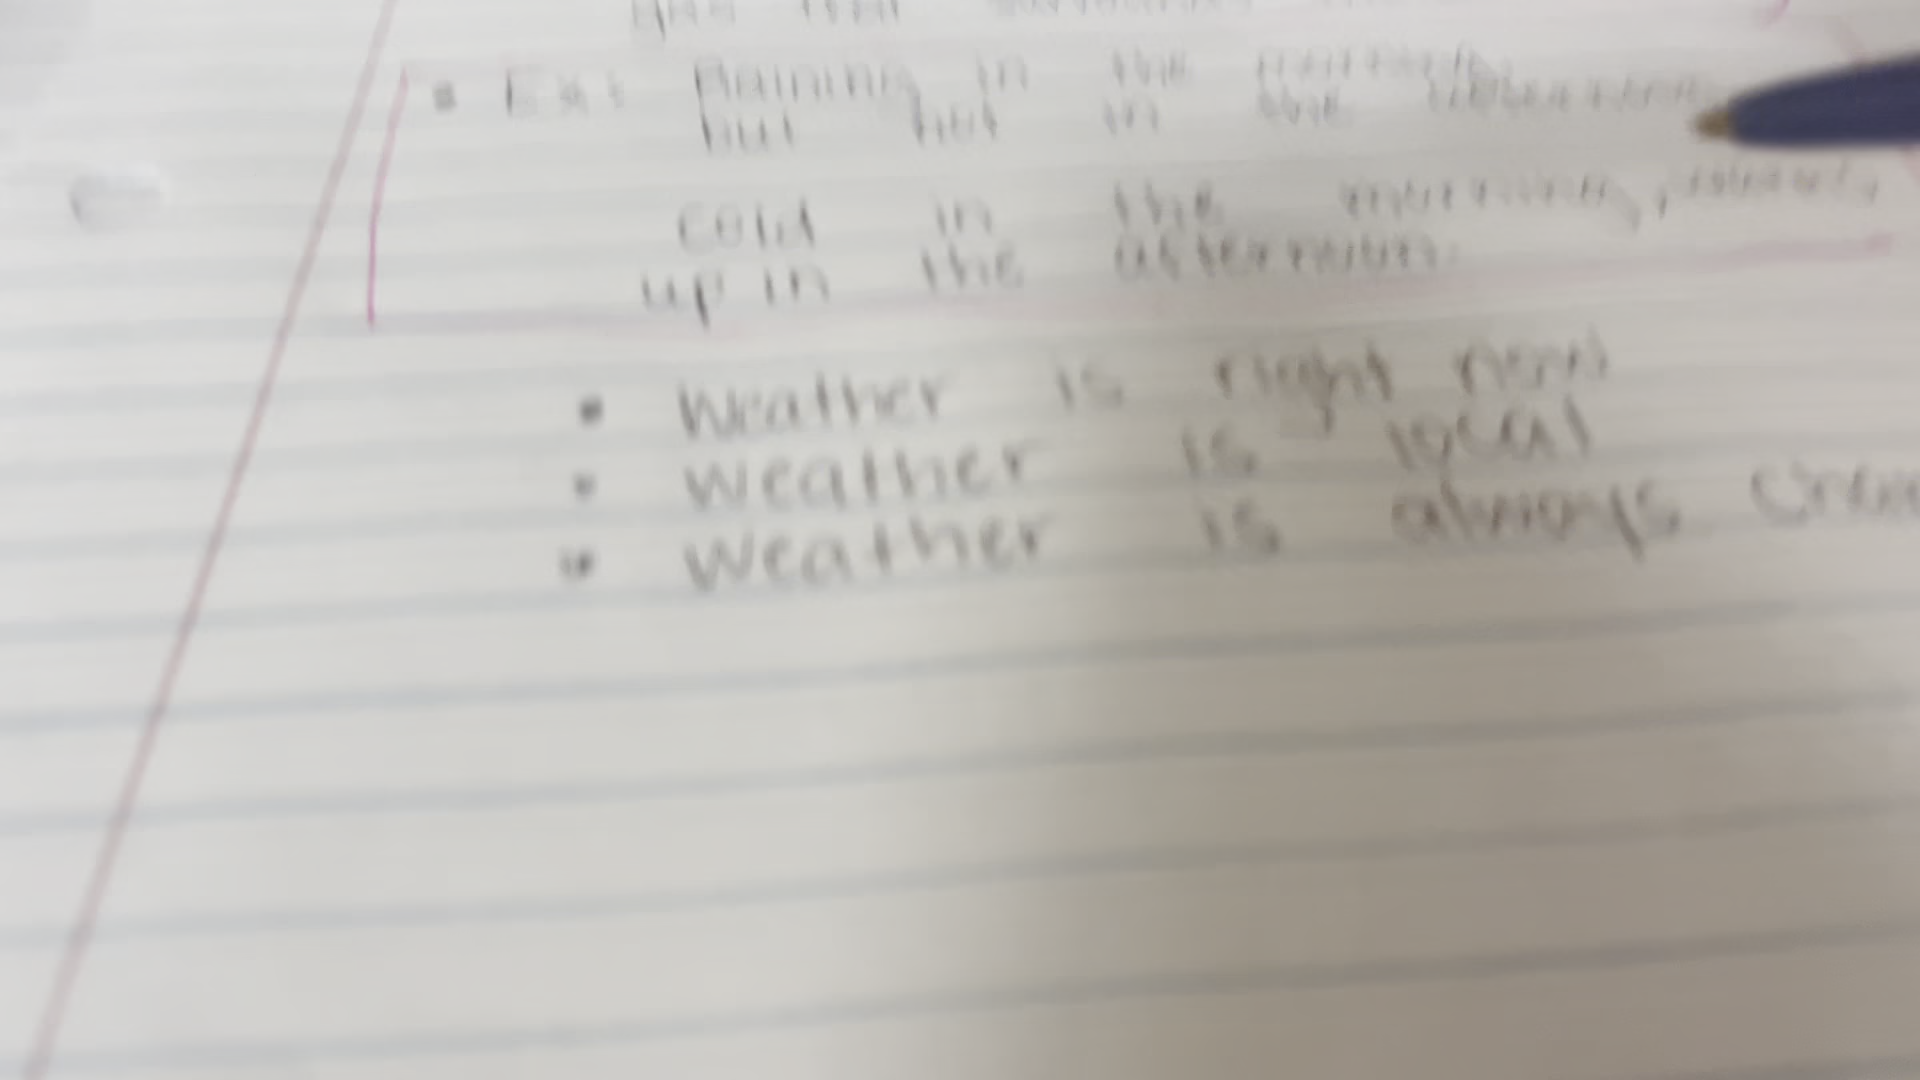 • Ex: Raining in the morning,
but not in the afternoon
cold in the morning,
up in the afternoon.
• Weather is right now
• weather is local
• weather is always